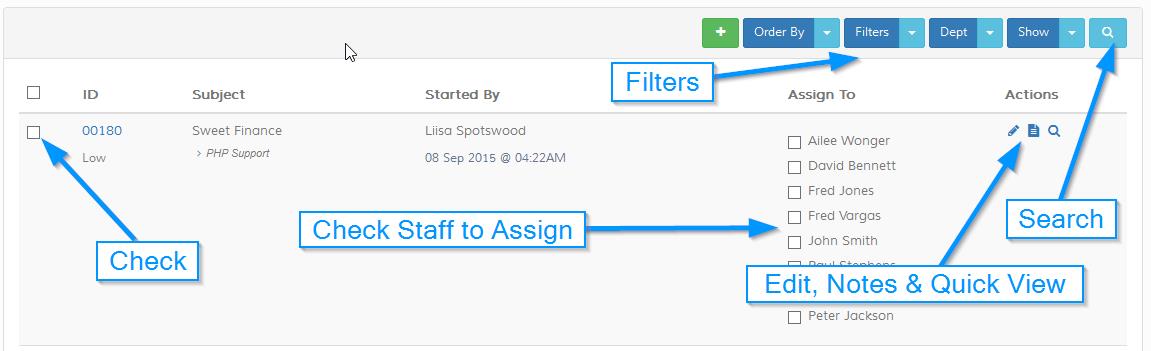 Order By
Filters
Dept
Show
Filters
ID
Subject
Started By
Assign To
Actions
00180
Sweet Finance
Liisa Spotswood
Low
> PHP Support
08 Sep 2015 @ 04:22AM
Ailee Wonger
David Bennett
Fred Jones
Fred Vargas
John Smith
Paul Stephens
Peter Jackson
Check
Check Staff to Assign
Search
Edit, Notes & Quick View